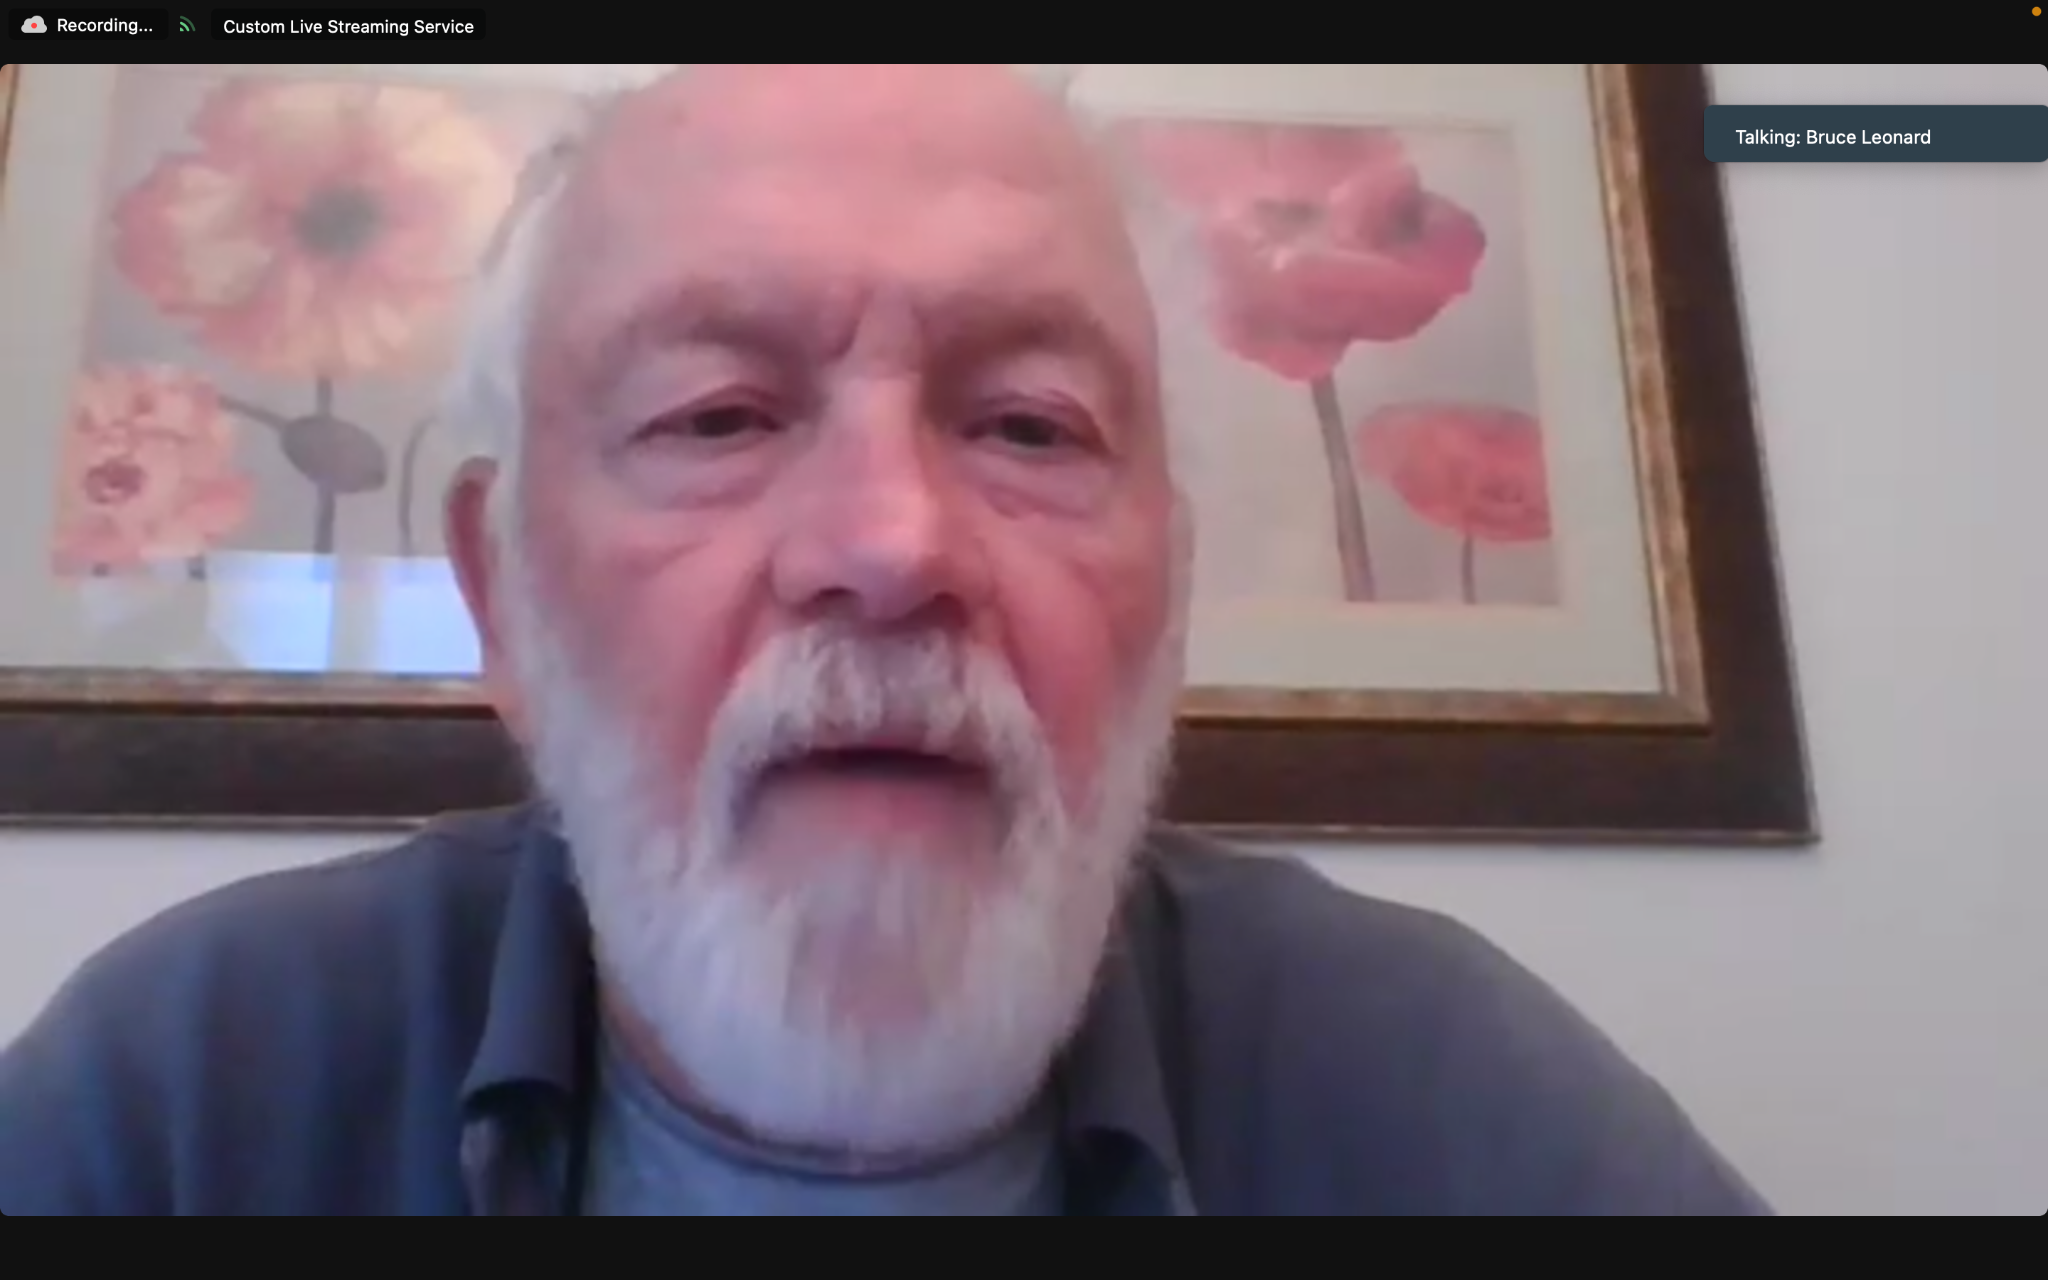 Recording...
Custom Live Streaming Service
Talking: Bruce Leonard